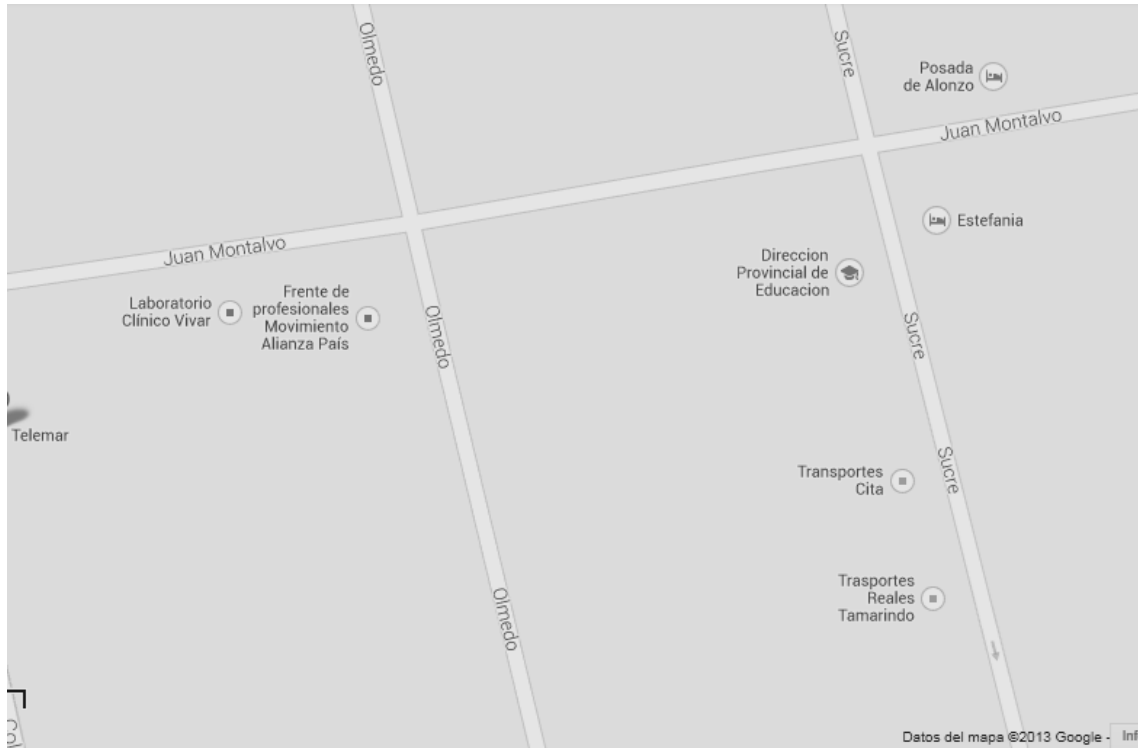 Olmedo
Sucre
Posada
de Alonzo
Juan Montalvo
Estefania
Juan Montalvo
Direccion
Provincial de
Educacion
Laboratorio
Clínico Vivar
Frente de
profesionales
Movimiento
Alianza País
Olmedo
Sucre
Telemar
Transportes
Cita
Sucre
Trasportes
Reales
Tamarindo
Olmedo
Datos del mapa ©2013 Google -